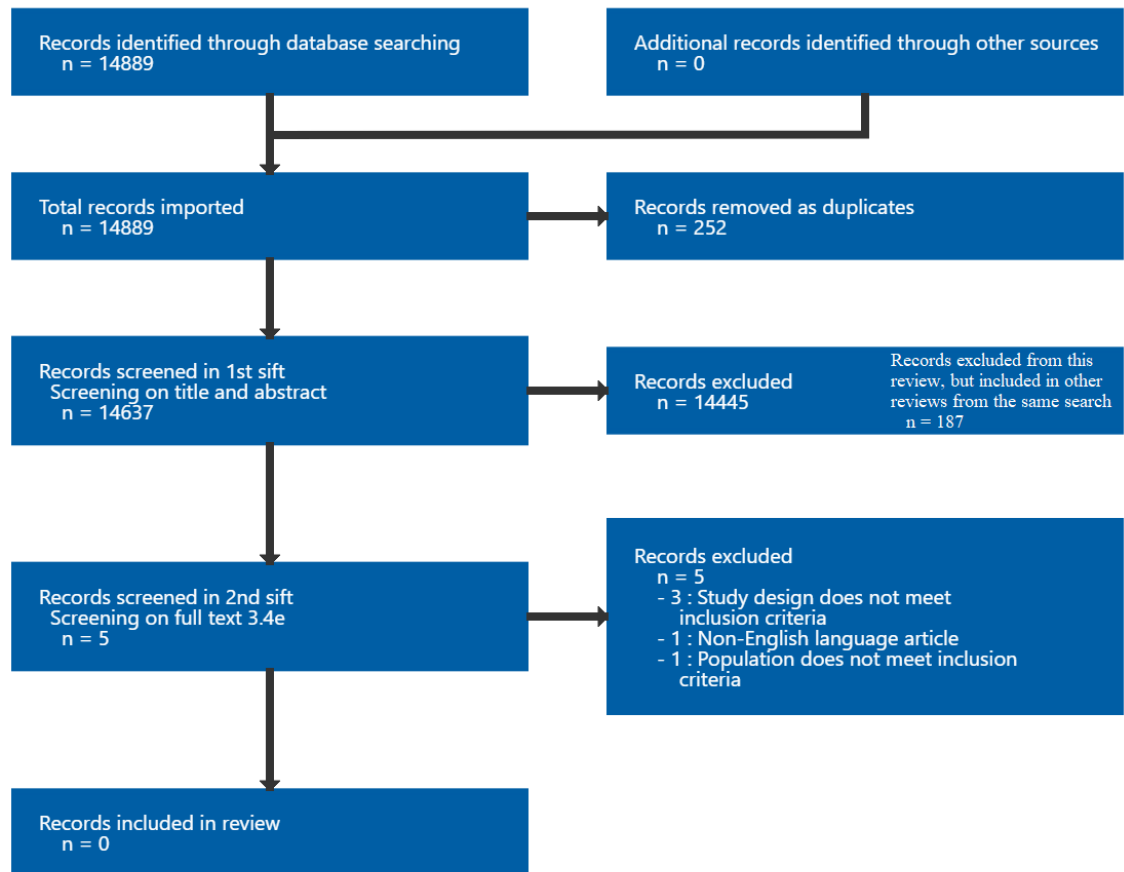 Records identified through database searching
n = 14889
Additional records identified through other sources
n = 0
Total records imported
n = 14889
Records removed as duplicates
n = 252
Records screened in 1st sift
Screening on title and abstract
n = 14637
Records excluded
n = 14445
Records excluded from this
review, but included in other
reviews from the same search
n = 187
Records screened in 2nd sift
Screening on full text 3.4e
n = 5
Records excluded
n = 5
- 3 : Study design does not meet
inclusion criteria
- 1 : Non-English language article
- 1 : Population does not meet inclusion
criteria
Records included in review
n = 0